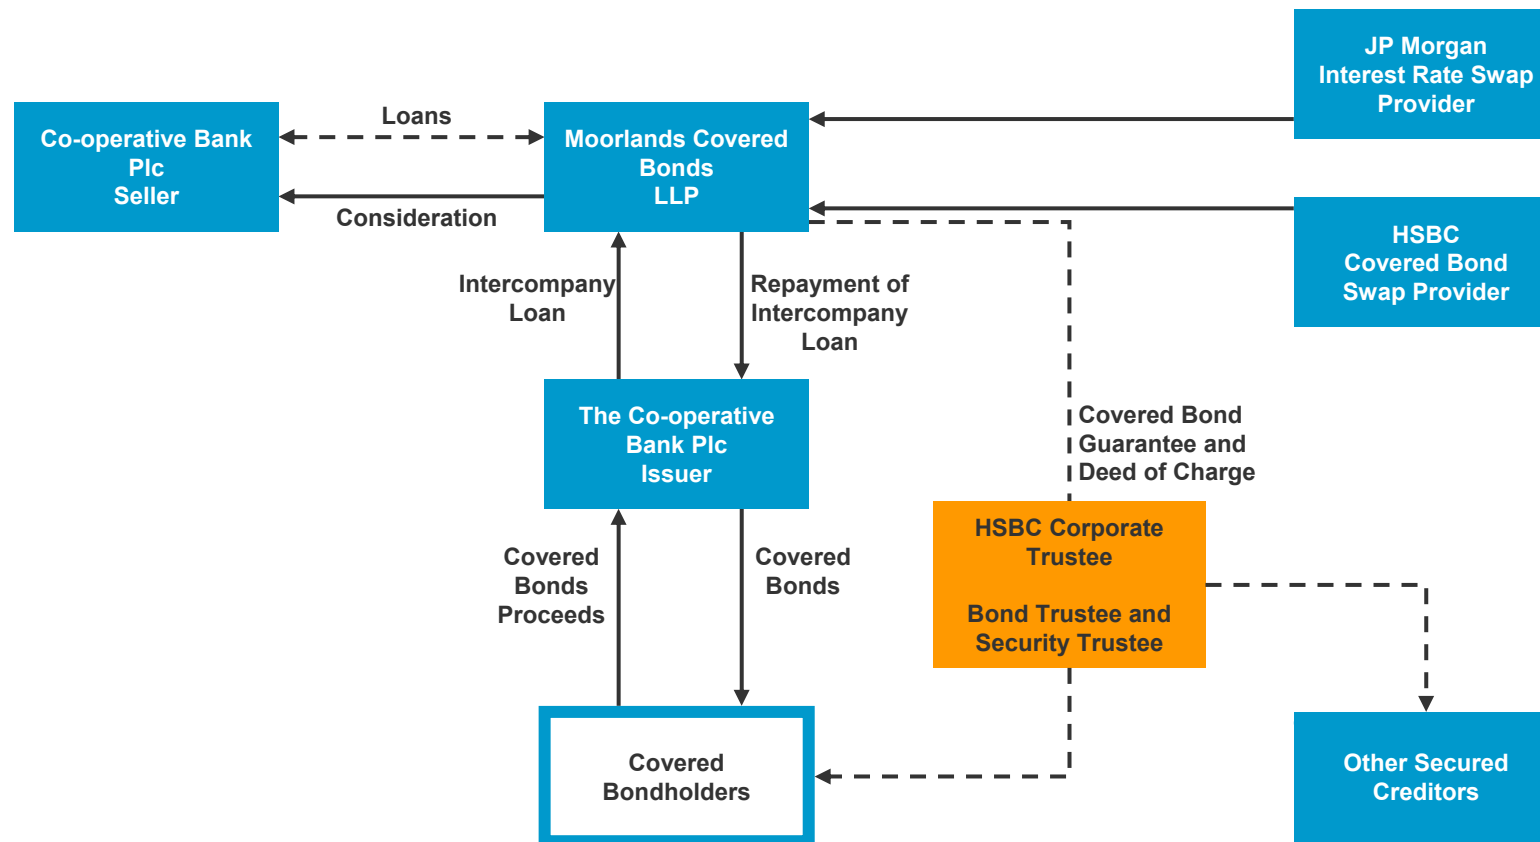 JP Morgan
Interest Rate Swap
Provider
Loans
Co-operative Bank
Plc
Seller
Moorlands Covered
Bonds
LLP
Consideration
HSBC
Covered Bond
Swap Provider
Intercompany
Loan
Repayment of
Intercompany
Loan
The Co-operative
Bank Plc
Issuer
Covered Bond
Guarantee and
Deed of Charge
HSBC Corporate
Trustee
Bond Trustee and
Security Trustee
Covered
Bonds
Proceeds
Covered
Bonds
Covered
Bondholders
Other Secured
Creditors